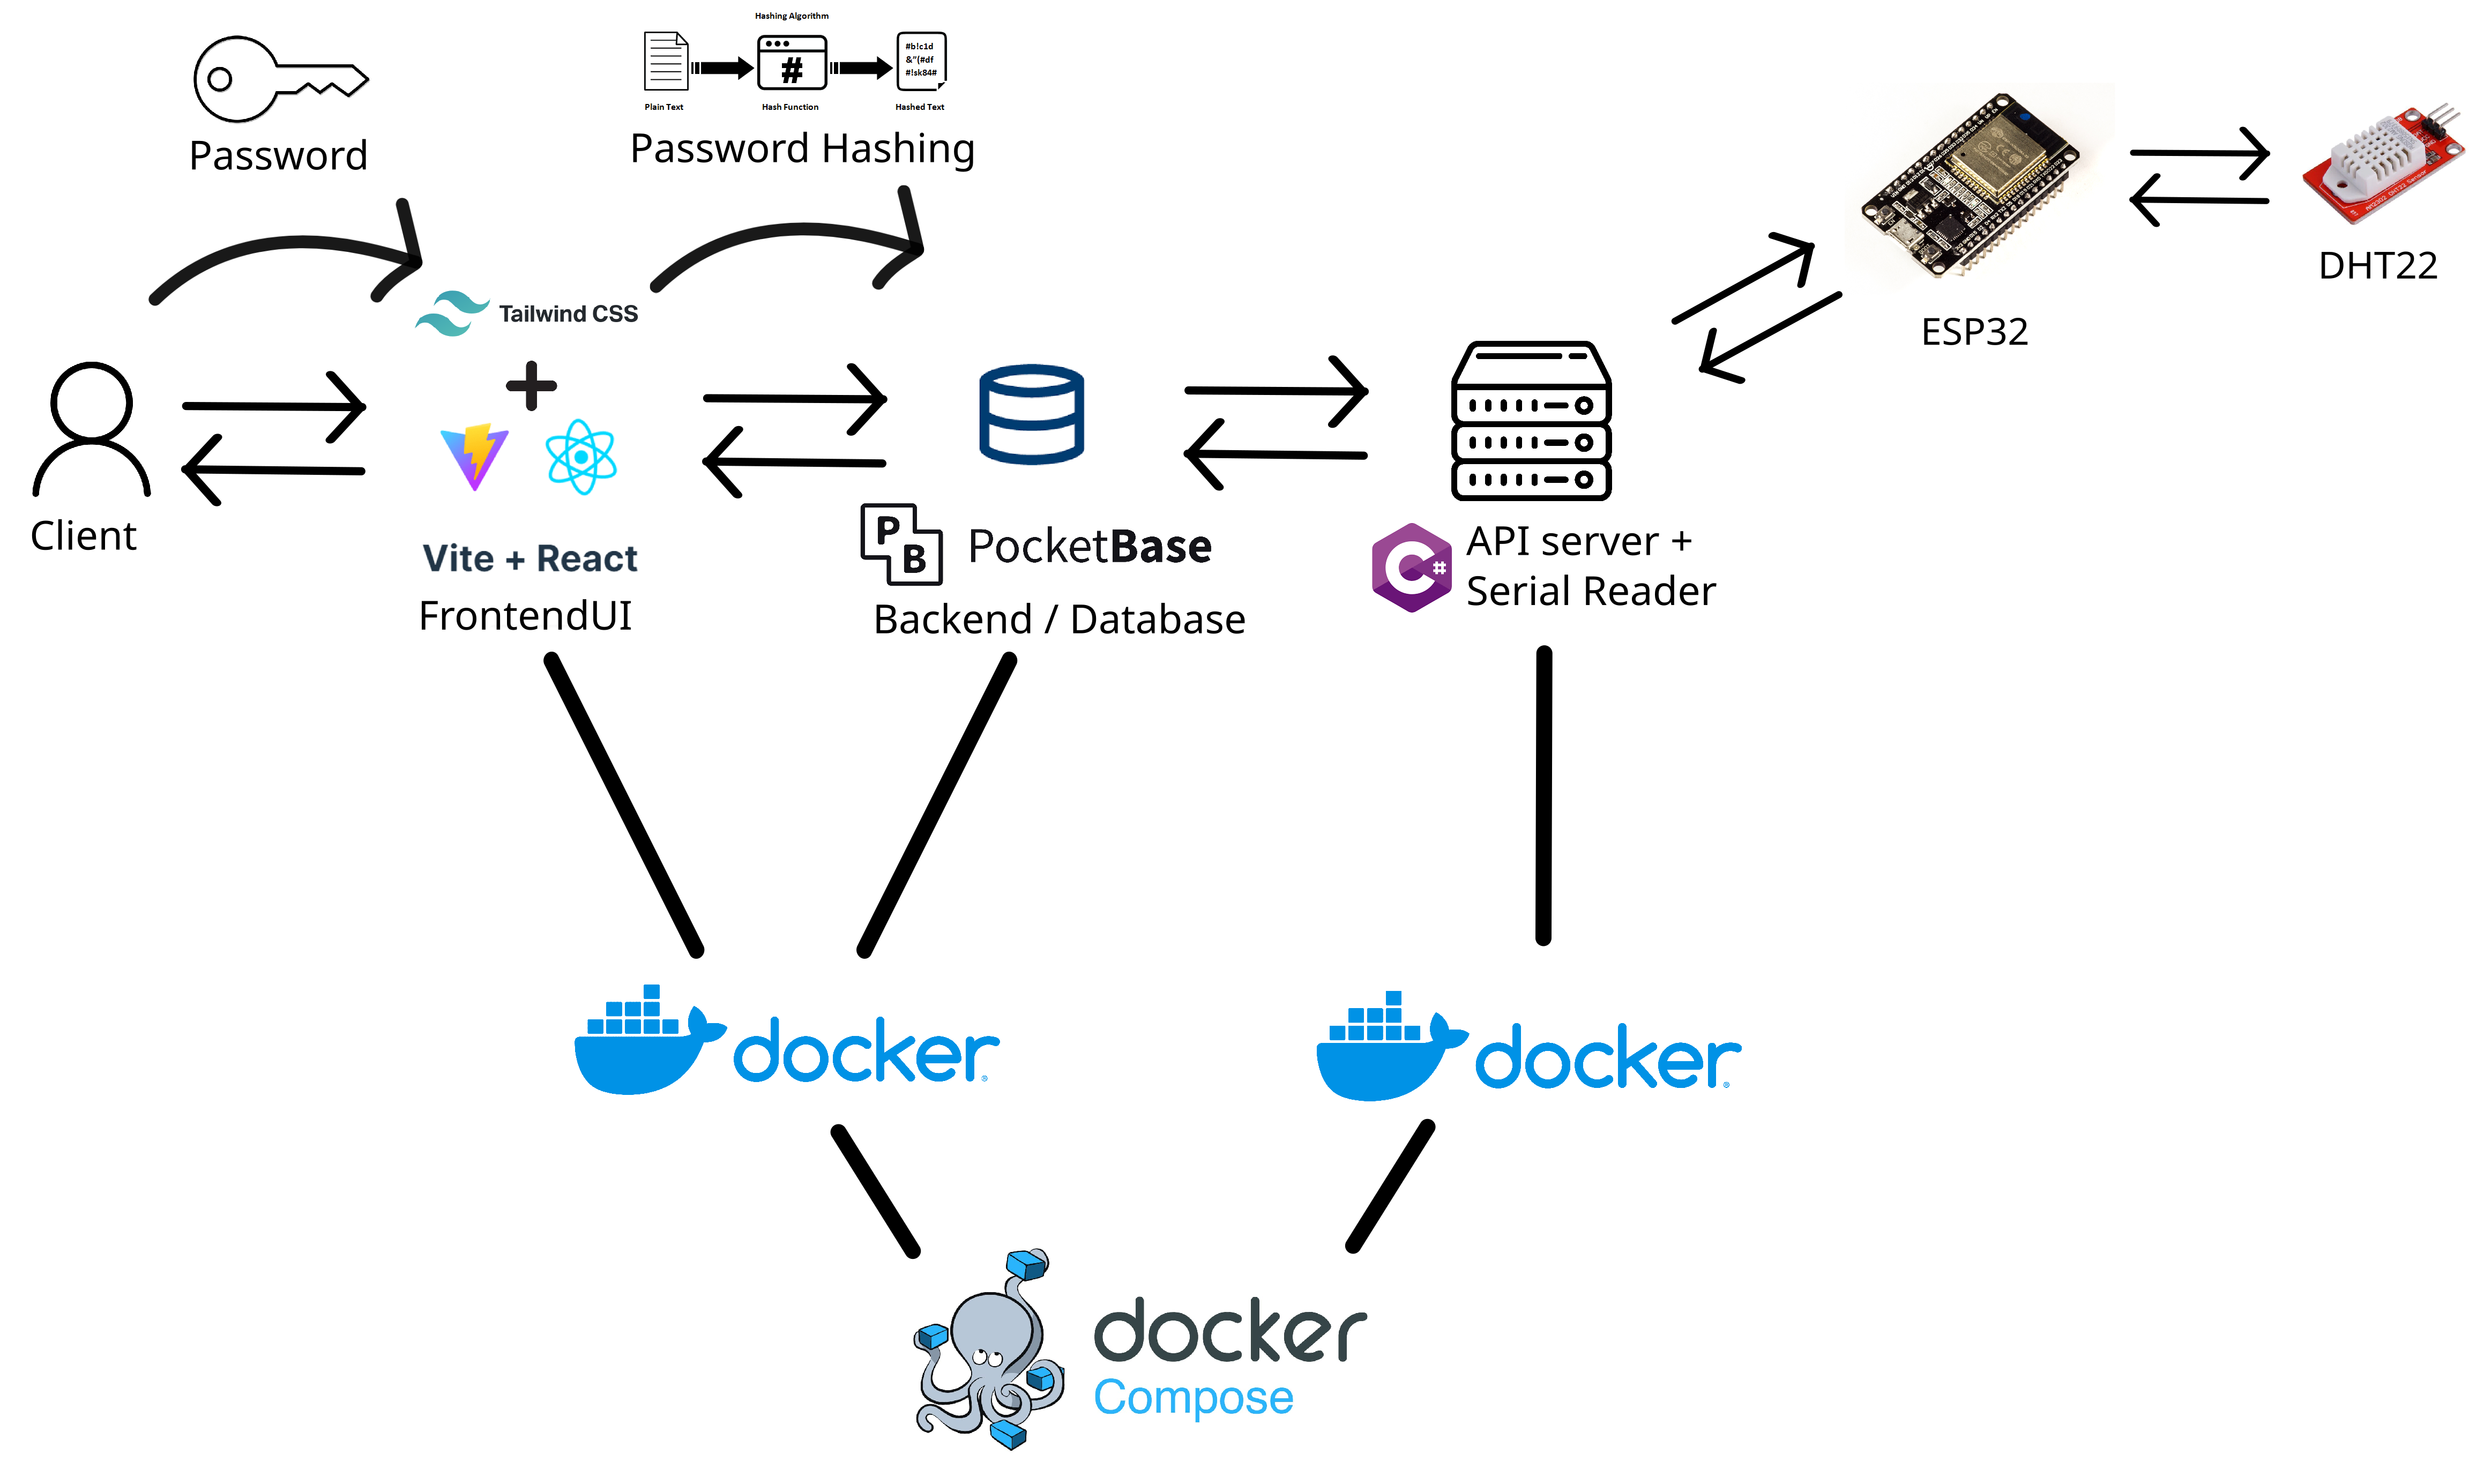 Hashing Algorithm
#b!c1d
&"(#df
#!sk84#
#
Plain Text
Hash Function
Hashed Text
Password
Password Hashing
DHT22
Tailwind CSS
ESP32
Client
Vite + React
FrontendUI
P
B
PocketBase
Backend / Database
C#
API server +
Serial Reader
docker
docker
docker
Compose